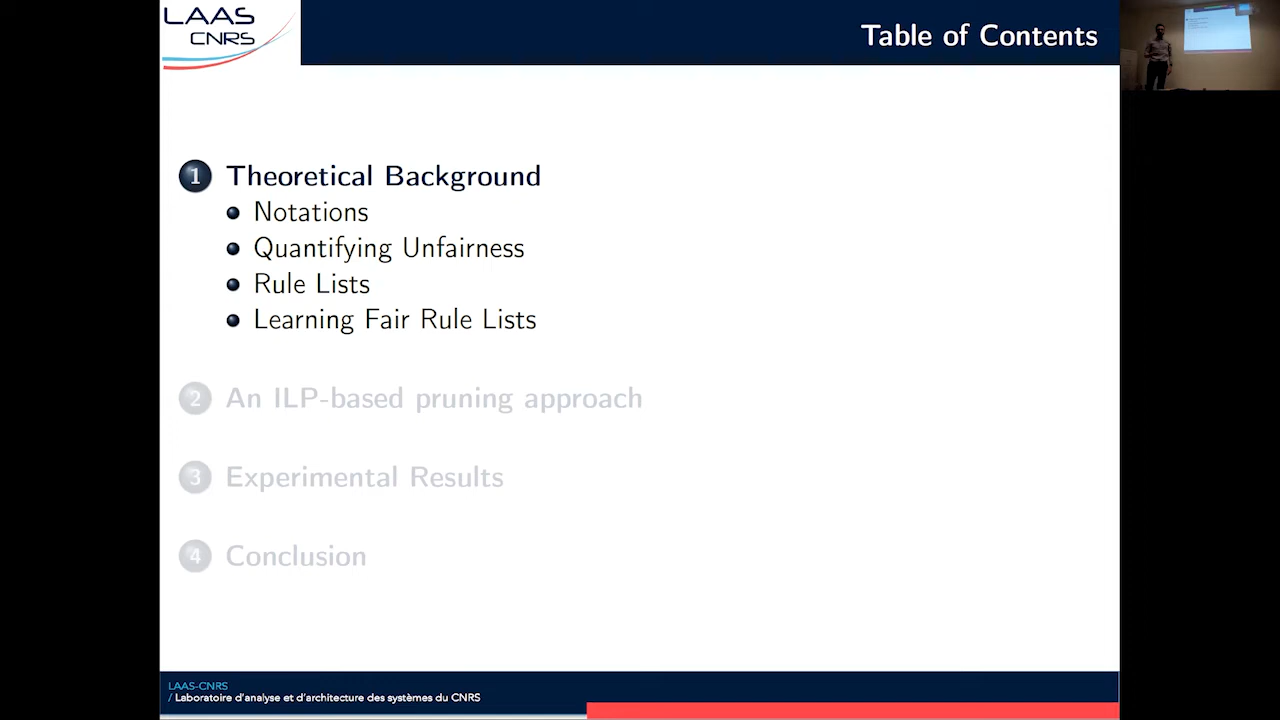 LAAS
CNRS
Table of Contents
1 Theoretical Background
Notations
Quantifying Unfairness
Rule Lists
Learning Fair Rule Lists
2 An ILP-based pruning approach
3 Experimental Results
4 Conclusion
LAAS-CNRS
/ Laboratoire d'analyse et d'architecture des systèmes du CNRS